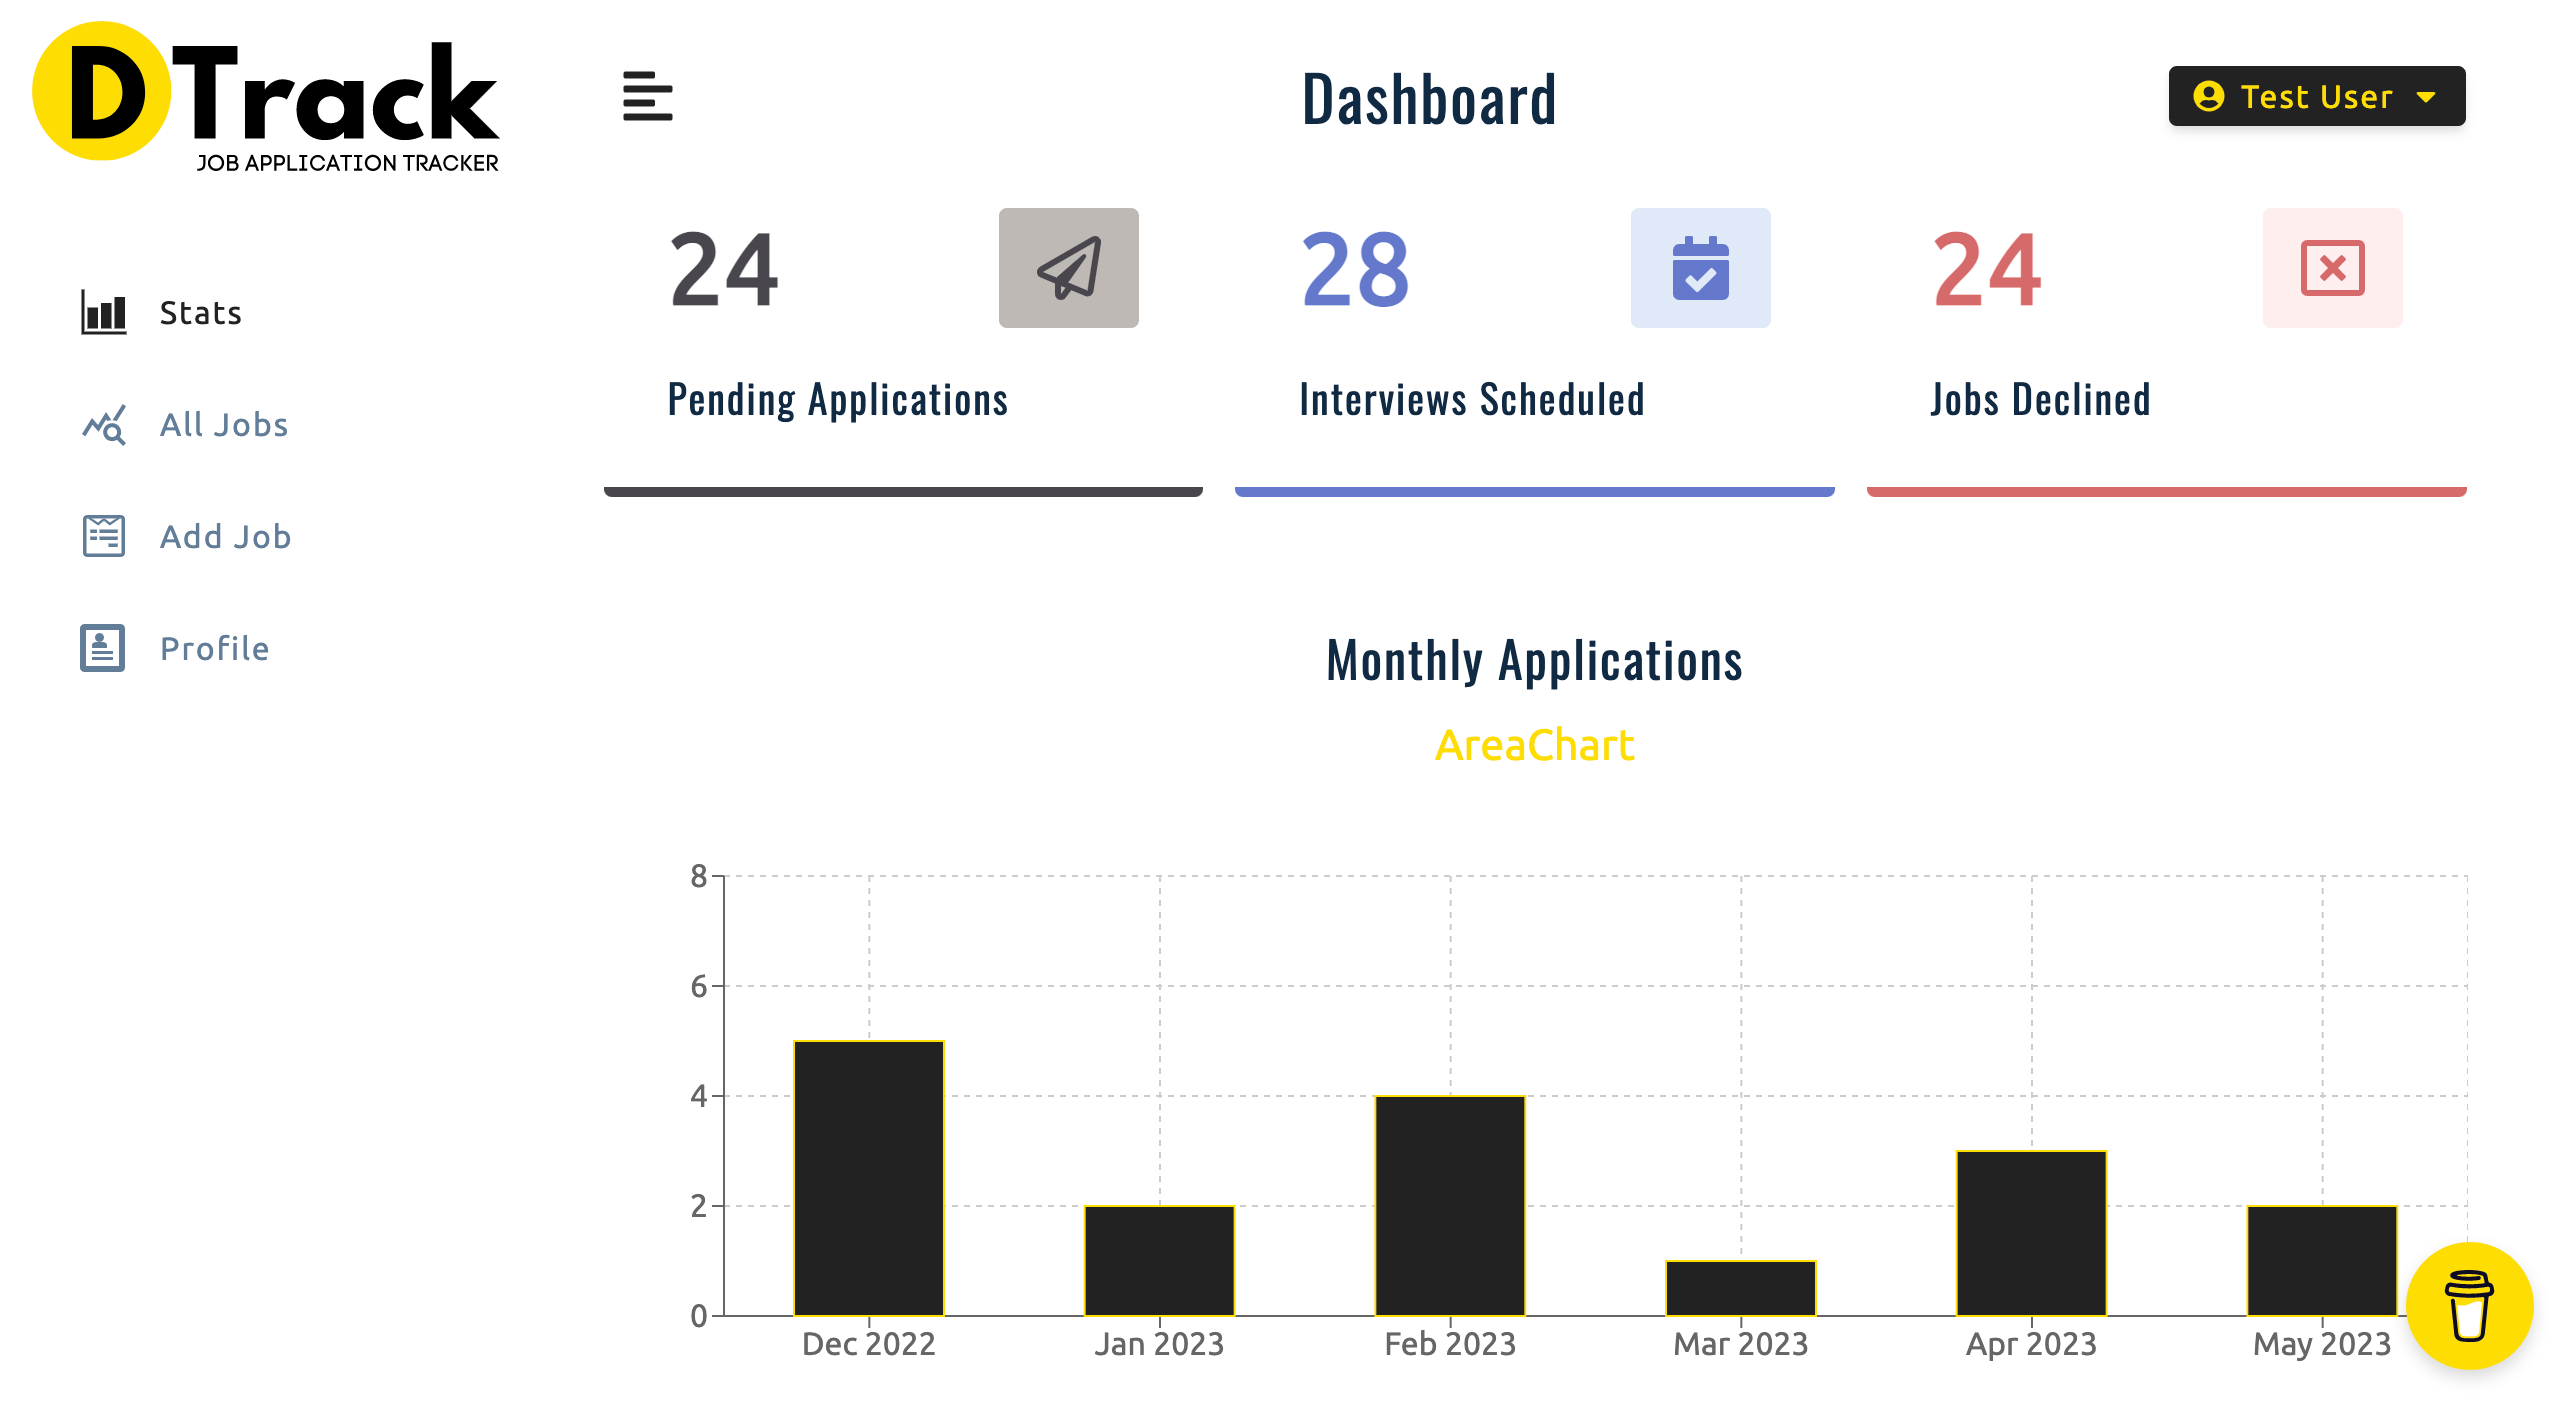 DTrack
JOB APPLICATION TRACKER
Stats
All Jobs
Add Job
Profile
Dashboard
Test User
24
Pending Applications
28
Interviews Scheduled
24
Jobs Declined
Monthly Applications
AreaChart
8
6
4
2
0
Dec 2022 Jan 2023 Feb 2023 Mar 2023 Apr 2023 May 2023